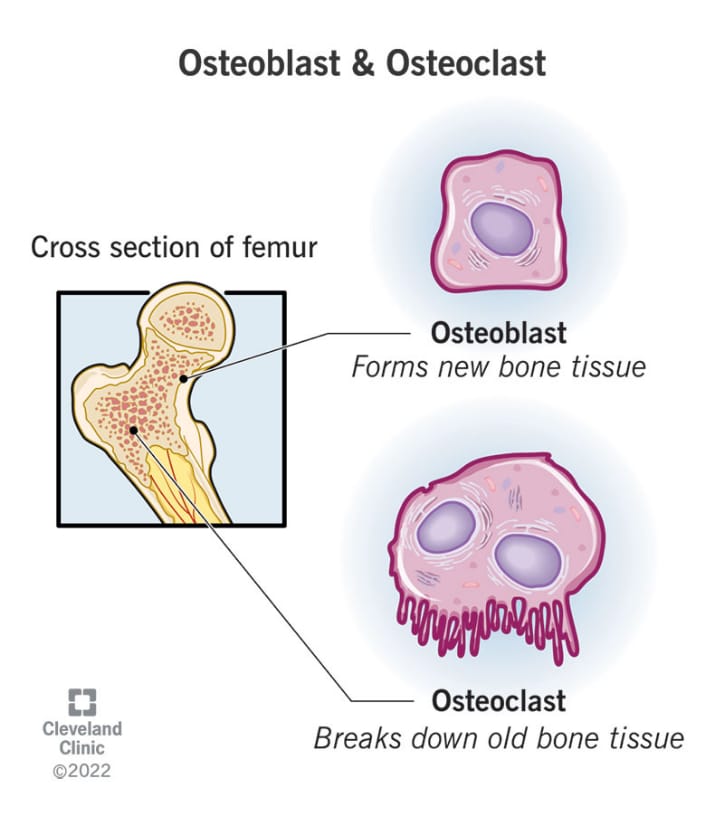 Osteoblast & Osteoclast
Cross section of femur
Osteoblast
Forms new bone tissue
Osteoclast
Breaks down old bone tissue
Cleveland
Clinic
©2022